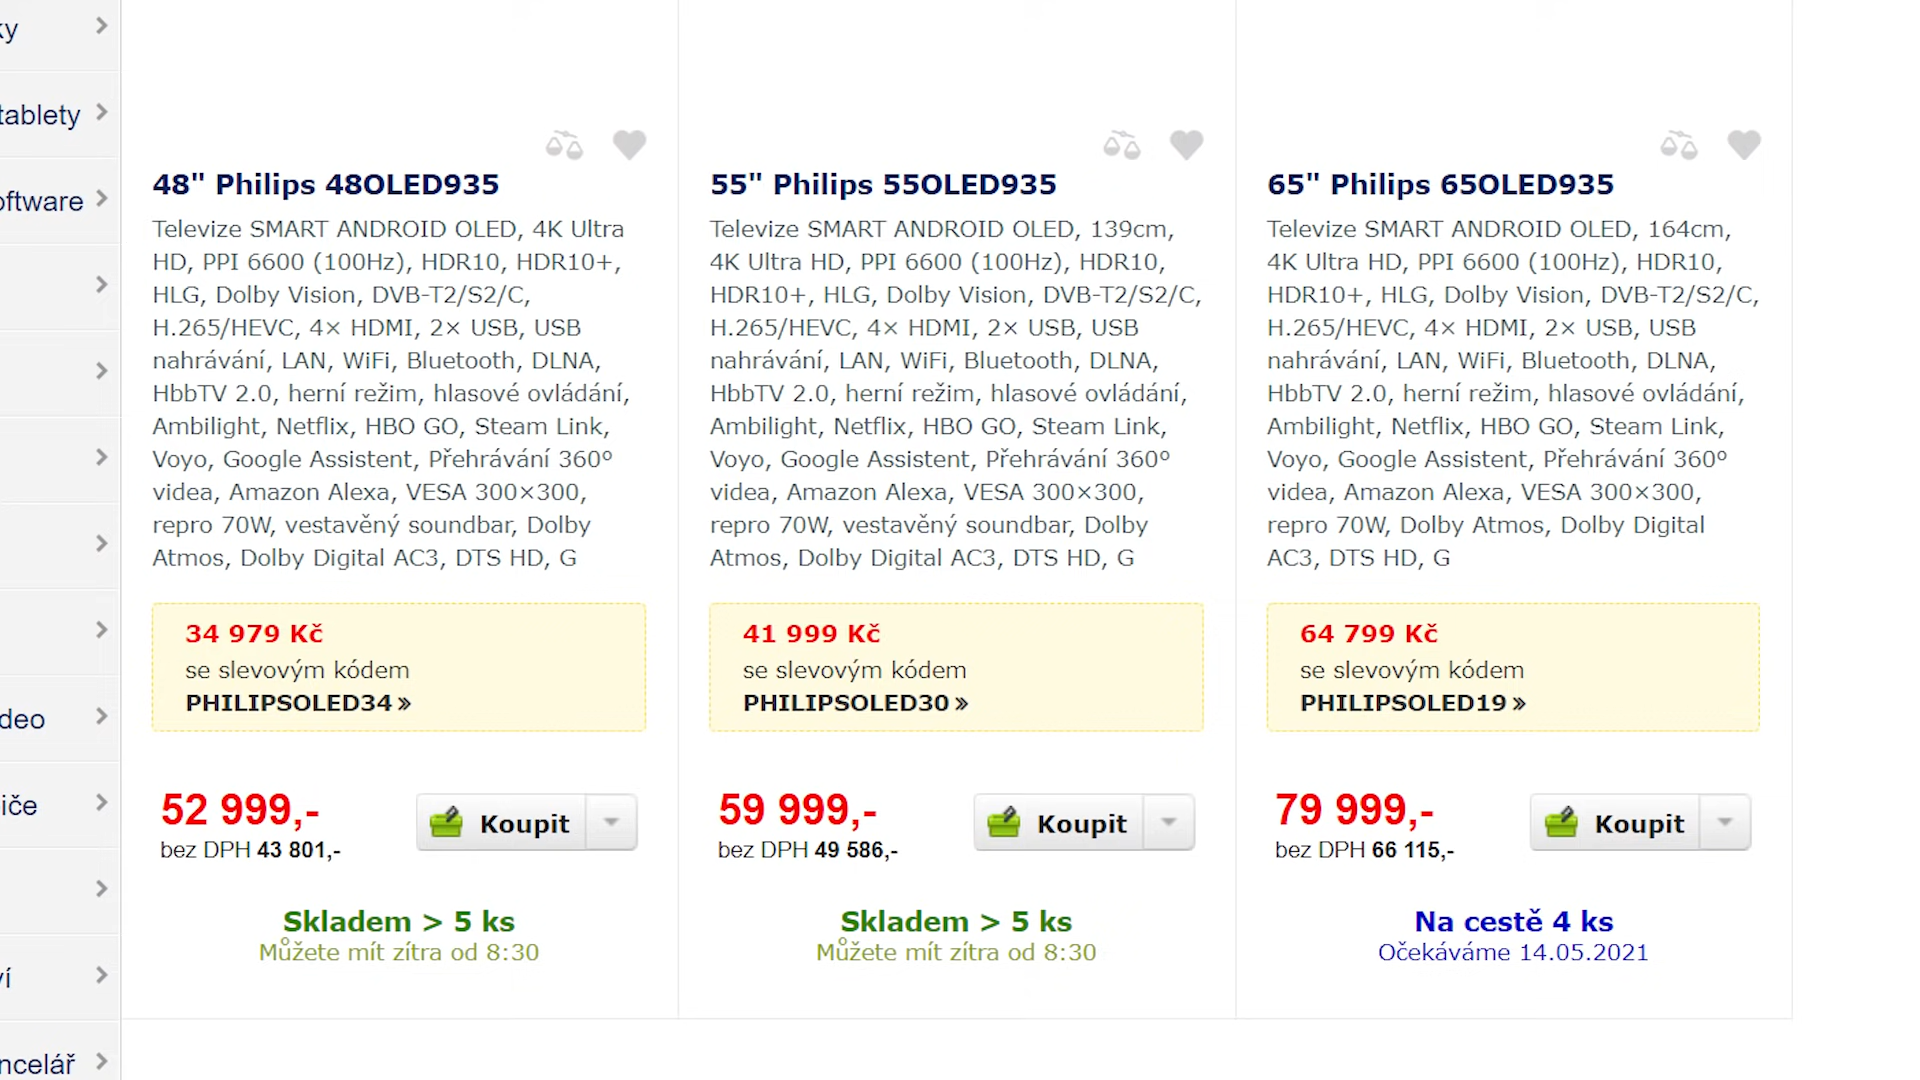 ky
tablety
oftware
deo
iče
ví
ncelář
48" Philips 48OLED935
Televize SMART ANDROID OLED, 4K Ultra
HD, PPI 6600 (100Hz), HDR10, HDR10+,
HLG, Dolby Vision, DVB-T2/S2/C,
H.265/HEVC, 4× HDMI, 2× USB, USB
nahrávání, LAN, WiFi, Bluetooth, DLNA,
HbbTV 2.0, herní režim, hlasové ovládání,
Ambilight, Netflix, HBO GO, Steam Link,
Voyo, Google Assistent, Přehrávání 360º
videa, Amazon Alexa, VESA 300×300,
repro 70W, vestavěný soundbar, Dolby
Atmos, Dolby Digital AC3, DTS HD, G
34 979 Kč
se slevovým kódem
PHILIPSOLED34 »
52 999,-
bez DPH 43 801,-
Koupit
Skladem > 5 ks
Můžete mít zítra od 8:30
55" Philips 55OLED935
Televize SMART ANDROID OLED, 139cm,
4K Ultra HD, PPI 6600 (100Hz), HDR10,
HDR10+, HLG, Dolby Vision, DVB-T2/S2/C,
H.265/HEVC, 4× HDMI, 2× USB, USB
nahrávání, LAN, WiFi, Bluetooth, DLNA,
HbbTV 2.0, herní režim, hlasové ovládání,
Ambilight, Netflix, HBO GO, Steam Link,
Voyo, Google Assistent, Přehrávání 360º
videa, Amazon Alexa, VESA 300×300,
repro 70W, vestavěný soundbar, Dolby
Atmos, Dolby Digital AC3, DTS HD, G
41 999 Kč
se slevovým kódem
PHILIPSOLED30 »
59 999,-
bez DPH 49 586,-
Koupit
Skladem > 5 ks
Můžete mít zítra od 8:30
65" Philips 65OLED935
Televize SMART ANDROID OLED, 164cm,
4K Ultra HD, PPI 6600 (100Hz), HDR10,
HDR10+, HLG, Dolby Vision, DVB-T2/S2/C,
H.265/HEVC, 4× HDMI, 2× USB, USB
nahrávání, LAN, WiFi, Bluetooth, DLNA,
HbbTV 2.0, herní režim, hlasové ovládání,
Ambilight, Netflix, HBO GO, Steam Link,
Voyo, Google Assistent, Přehrávání 360º
videa, Amazon Alexa, VESA 300×300,
repro 70W, Dolby Atmos, Dolby Digital
AC3, DTS HD, G
64 799 Kč
se slevovým kódem
PHILIPSOLED19 »
79 999,-
bez DPH 66 115,-
Koupit
Na cestě 4 ks
Očekáváme 14.05.2021